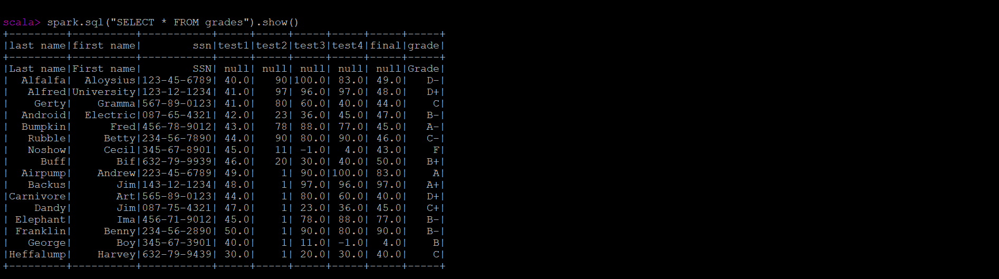 scala> spark.sql("SELECT * FROM grades").show()
+---------+----------+-----------+-----+-----+-----+-----+-----+-----+
|last name|first name|        ssn|test1|test2|test3|test4|final|grade|
+---------+----------+-----------+-----+-----+-----+-----+-----+-----+
|Last name|First name|        SSN| null| null| null| null| null|Grade|
|  Alfalfa|  Aloysius|123-45-6789| 40.0|   90|100.0| 83.0| 49.0|   D-|
|   Alfred|University|123-12-1234| 41.0|   97| 96.0| 97.0| 48.0|   D+|
|    Gerty|    Gramma|567-89-0123| 41.0|   80| 60.0| 40.0| 44.0|    C|
|  Android|  Electric|087-65-4321| 42.0|   23| 36.0| 45.0| 47.0|   B-|
|  Bumpkin|      Fred|456-78-9012| 43.0|   78| 88.0| 77.0| 45.0|   A-|
|   Rubble|     Betty|234-56-7890| 44.0|   90| 80.0| 90.0| 46.0|   C-|
|   Noshow|     Cecil|345-67-8901| 45.0|   11| -1.0|  4.0| 43.0|    F|
|     Buff|       Bif|632-79-9939| 46.0|   20| 30.0| 40.0| 50.0|   B+|
|  Airpump|    Andrew|223-45-6789| 49.0|    1| 90.0|100.0| 83.0|    A|
|   Backus|       Jim|143-12-1234| 48.0|    1| 97.0| 96.0| 97.0|   A+|
|Carnivore|       Art|565-89-0123| 44.0|    1| 80.0| 60.0| 40.0|   D+|
|    Dandy|       Jim|087-75-4321| 47.0|    1| 23.0| 36.0| 45.0|   C+|
| Elephant|       Ima|456-71-9012| 45.0|    1| 78.0| 88.0| 77.0|   B-|
| Franklin|     Benny|234-56-2890| 50.0|    1| 90.0| 80.0| 90.0|   B-|
|   George|       Boy|345-67-3901| 40.0|    1| 11.0| -1.0|  4.0|    B|
|Heffalump|    Harvey|632-79-9439| 30.0|    1| 20.0| 30.0| 40.0|    C|
+---------+----------+-----------+-----+-----+-----+-----+-----+-----+